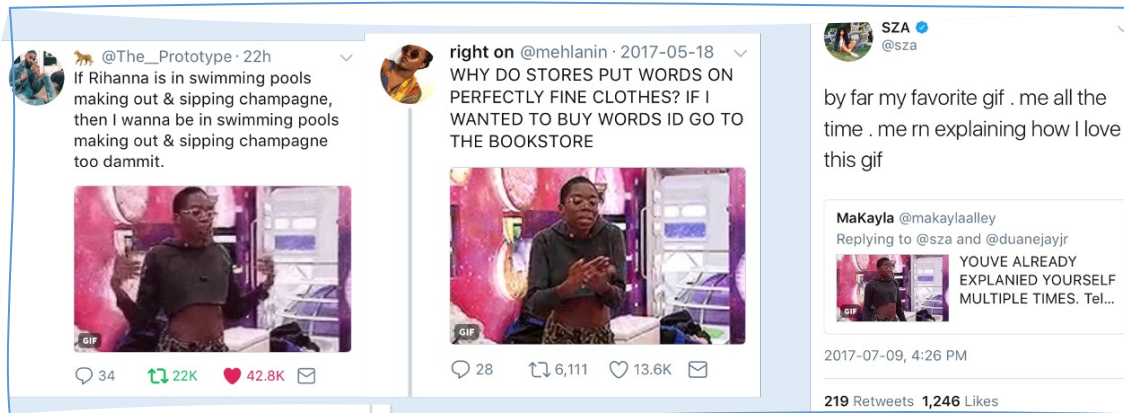 @The__Prototype · 22h
If Rihanna is in swimming pools
making out & sipping champagne,
then I wanna be in swimming pools
making out & sipping champagne
too dammit.
GIF
34 22K 42.8K
right on @mehlanin · 2017-05-18
WHY DO STORES PUT WORDS ON
PERFECTLY FINE CLOTHES? IF I
WANTED TO BUY WORDS ID GO TO
THE BOOKSTORE
GIF
28 6,111 13.6K
SZA
@sza
by far my favorite gif . me all the
time . me rn explaining how I love
this gif
MaKayla @makaylaalley
Replying to @sza and @duanejayjr
YOUVE ALREADY
EXPLANIED YOURSELF
MULTIPLE TIMES. Tel...
GIF
2017-07-09, 4:26 PM
219 Retweets 1,246 Likes